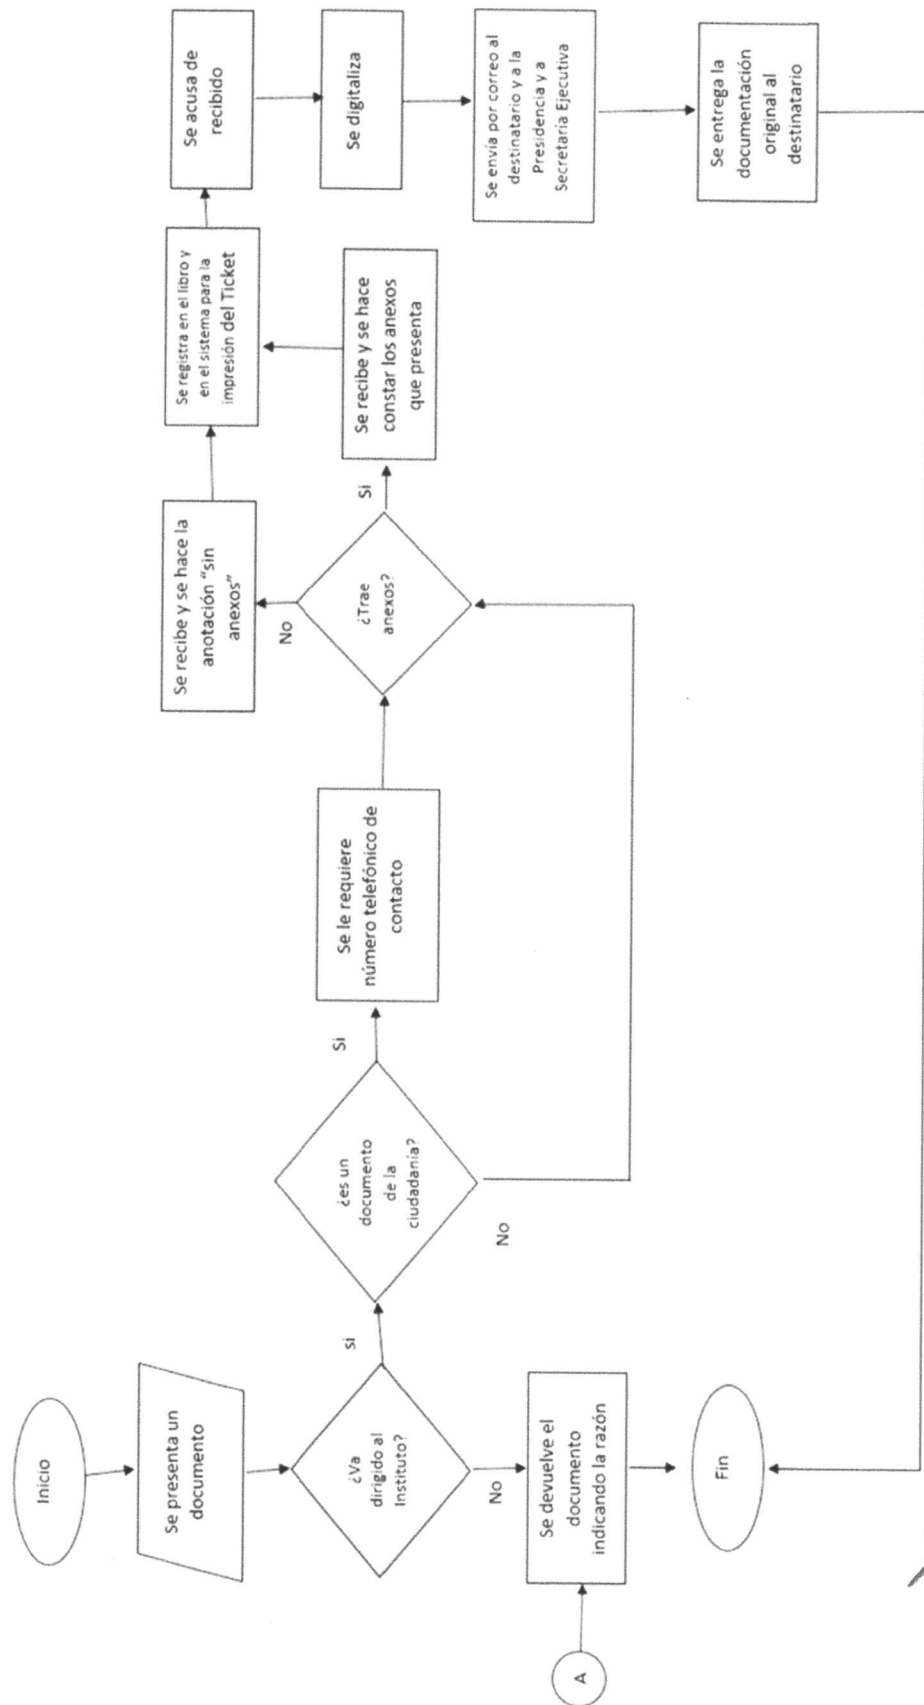 Inicio
Se presenta un
documento
¿Va
dirigido al
Instituto?
si
No
Se devuelve el
documento
indicando la razón
A
Fin
¿es un
documento
de la
ciudadanía?
Si
No
Se le requiere
número telefónico de
contacto
¿Trae
anexos?
No
Si
Se recibe y se hace la
anotación "sin
anexos"
Se recibe y se hace
constar los anexos
que presenta
Se registra en el libro y
en el sistema para la
impresión del Ticket
Se acusa de
recibido
Se digitaliza
Se envía por correo al
destinatario y a la
Presidencia y a
Secretaría Ejecutiva
Se entrega la
documentación
original al
destinatario